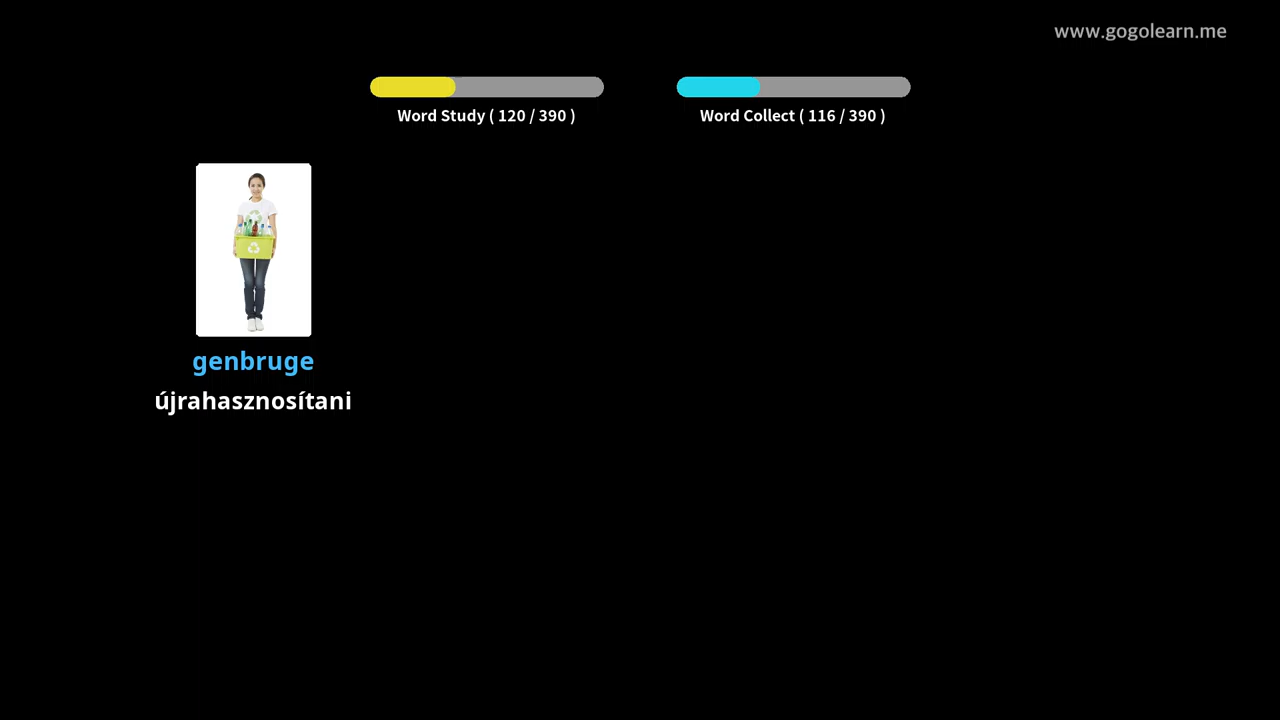 www.gogolearn.me
Word Study ( 120 / 390 )
Word Collect ( 116 / 390 )
genbruge
újrahasznosítani